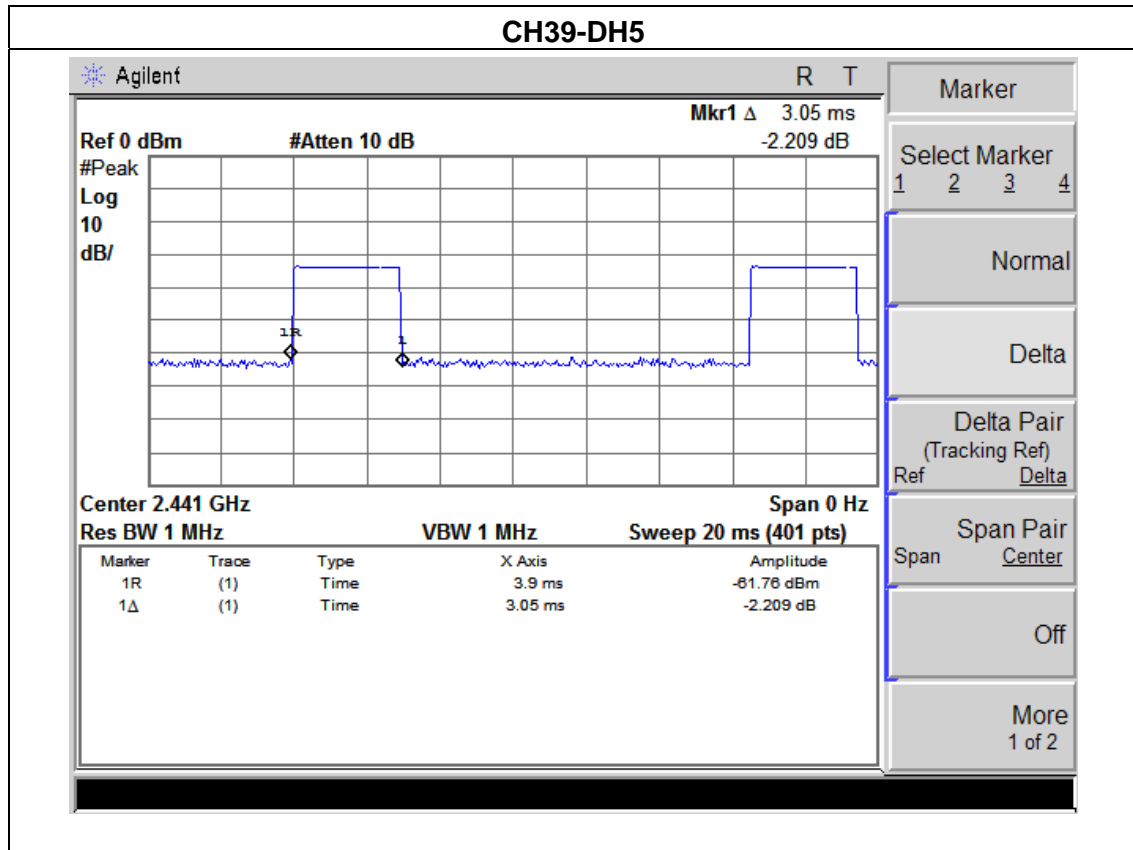 CH39-DH5
Agilent R T
Mkr1 Δ 3.05 ms
Ref 0 dBm #Atten 10 dB -2.209 dB
#Peak
Log
10
dB/
1R
1
Center 2.441 GHz Span 0 Hz
Res BW 1 MHz VBW 1 MHz Sweep 20 ms (401 pts)
Marker Trace Type X Axis Amplitude
1R (1) Time 3.9 ms -61.76 dBm
1Δ (1) Time 3.05 ms -2.209 dB
Marker
Select Marker
1 2 3 4
Normal
Delta
Delta Pair
(Tracking Ref)
Ref Delta
Span Pair
Span Center
Off
More
1 of 2